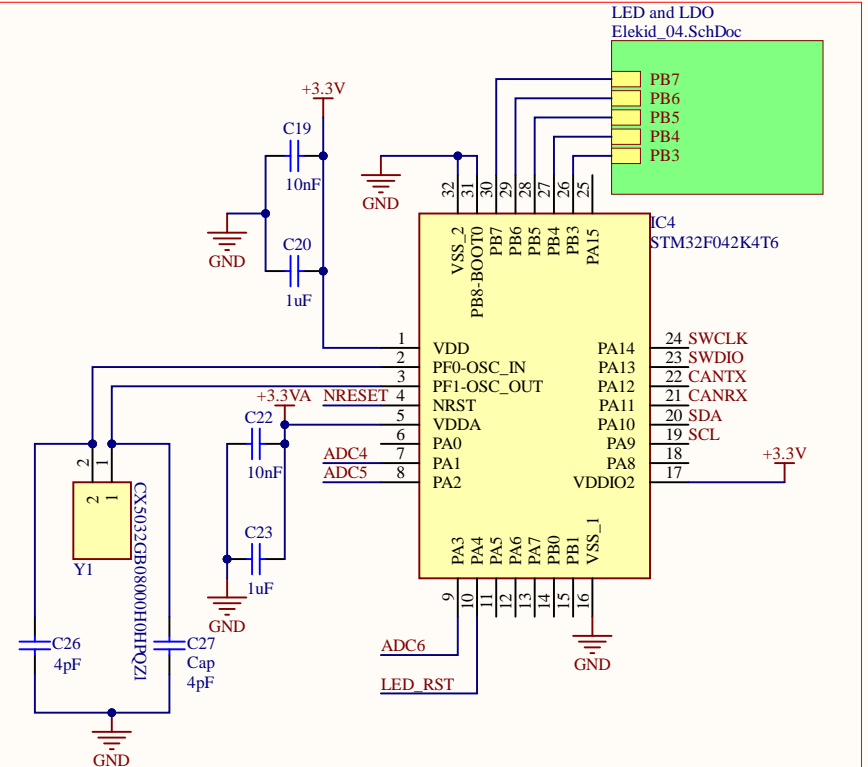 LED and LDO
Elekid_04.SchDoc
PB7
PB6
PB5
PB4
PB3
+3.3V
C19
10nF
GND
C20
1uF
GND
32
31
30
29
28
27
26
25
VSS_2
PB8-BOOT0
PB7
PB6
PB5
PB4
PB3
PA15
IC4
STM32F042K4T6
1 VDD
2 PF0-OSC_IN
3 PF1-OSC_OUT
NRESET 4 NRST
+3.3VA
5 VDDA
6 PA0
ADC4 7 PA1
ADC5 8 PA2
PA14 24 SWCLK
PA13 23 SWDIO
PA12 22 CANTX
PA11 21 CANRX
PA10 20 SDA
PA9 19 SCL
PA8 18
VDDIO2 17
+3.3V
C22
10nF
C23
1uF
GND
2
1
2
1
Y1
CX5032GB08000H0HPQZ1
C26
4pF
C27
Cap
4pF
GND
PA3
PA4
PA5
PA6
PA7
PB0
PB1
VSS_1
9
10
11
12
13
14
15
16
GND
ADC6
LED_RST